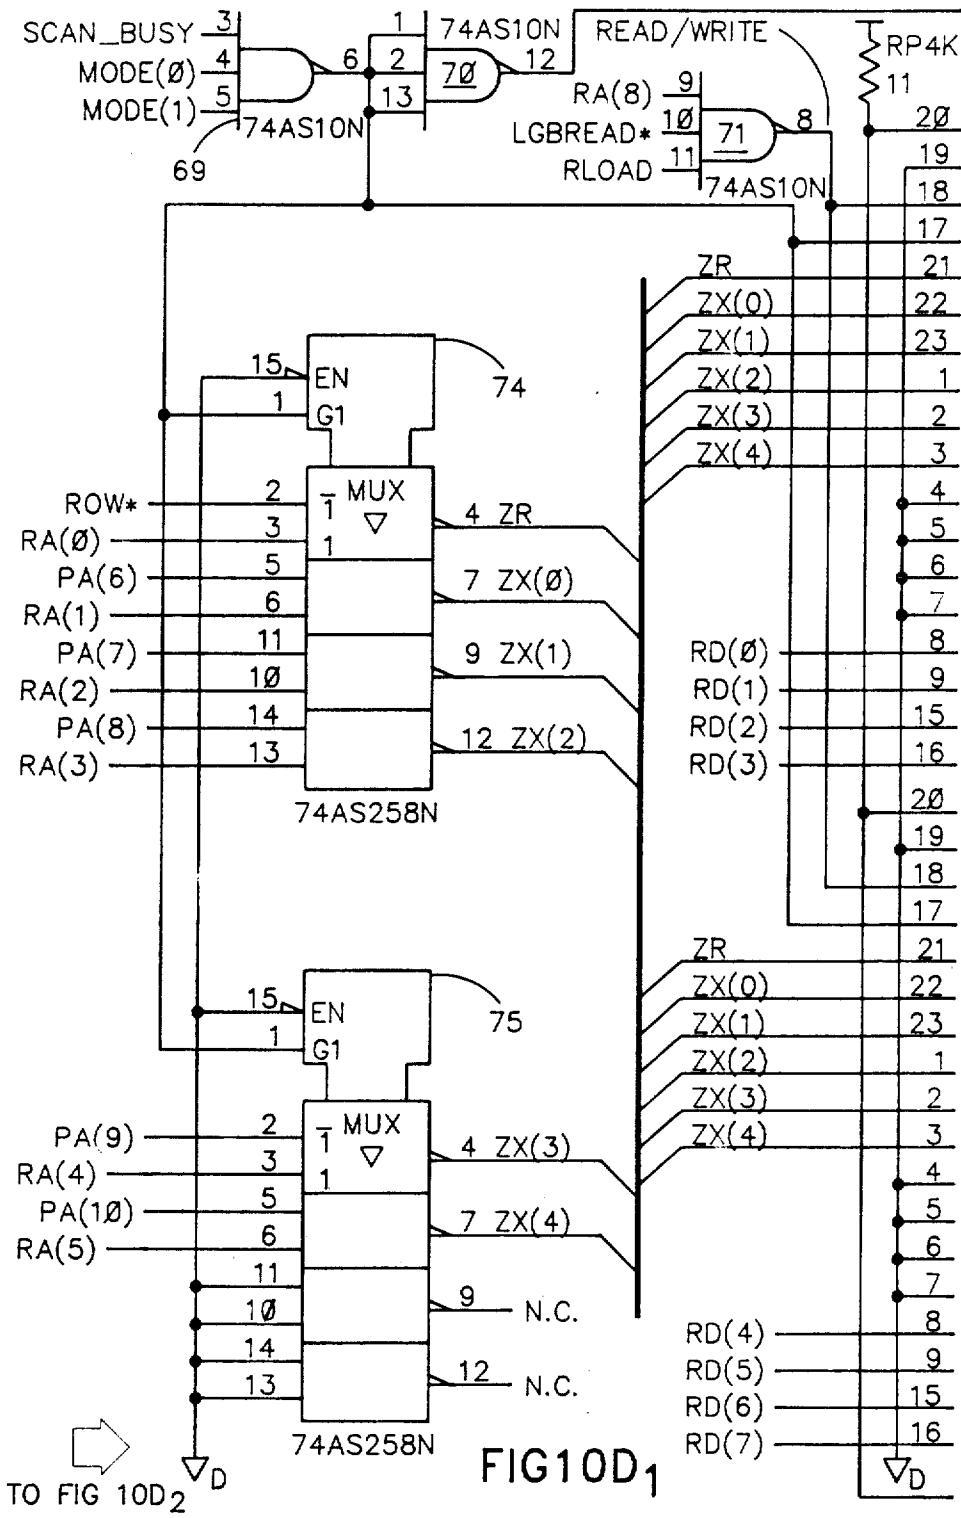 SCAN_BUSY 3 1 74AS10N READ/WRITE RP4K
MODE(Ø) 4 6 2 7Ø 12 11
MODE(1) 5 13 RA(8) 9 2Ø
74AS10N LGBREAD* 1Ø 71 8 19
69 RLOAD 11 74AS10N 18
17
ZR 21
ZX(0) 22
ZX(1) 23
15 EN 74 ZX(2) 1
1 G1 ZX(3) 2
ZX(4) 3
ROW* 2 1 MUX 4 ZR 4
RA(Ø) 3 1 5
PA(6) 5 7 ZX(Ø) 6
RA(1) 6 7
PA(7) 11 9 ZX(1) RD(Ø) 8
RA(2) 1Ø RD(1) 9
PA(8) 14 12 ZX(2) RD(2) 15
RA(3) 13 RD(3) 16
74AS258N 2Ø
19
18
17
ZR 21
15 EN 75 ZX(0) 22
1 G1 ZX(1) 23
ZX(2) 1
ZX(3) 2
PA(9) 2 1 MUX 4 ZX(3) ZX(4) 3
RA(4) 3 1 4
PA(1Ø) 5 7 ZX(4) 5
RA(5) 6 6
11 9 N.C. 7
1Ø RD(4) 8
14 12 N.C. RD(5) 9
13 RD(6) 15
74AS258N RD(7) 16
D FIG10D1 D
TO FIG 10D2